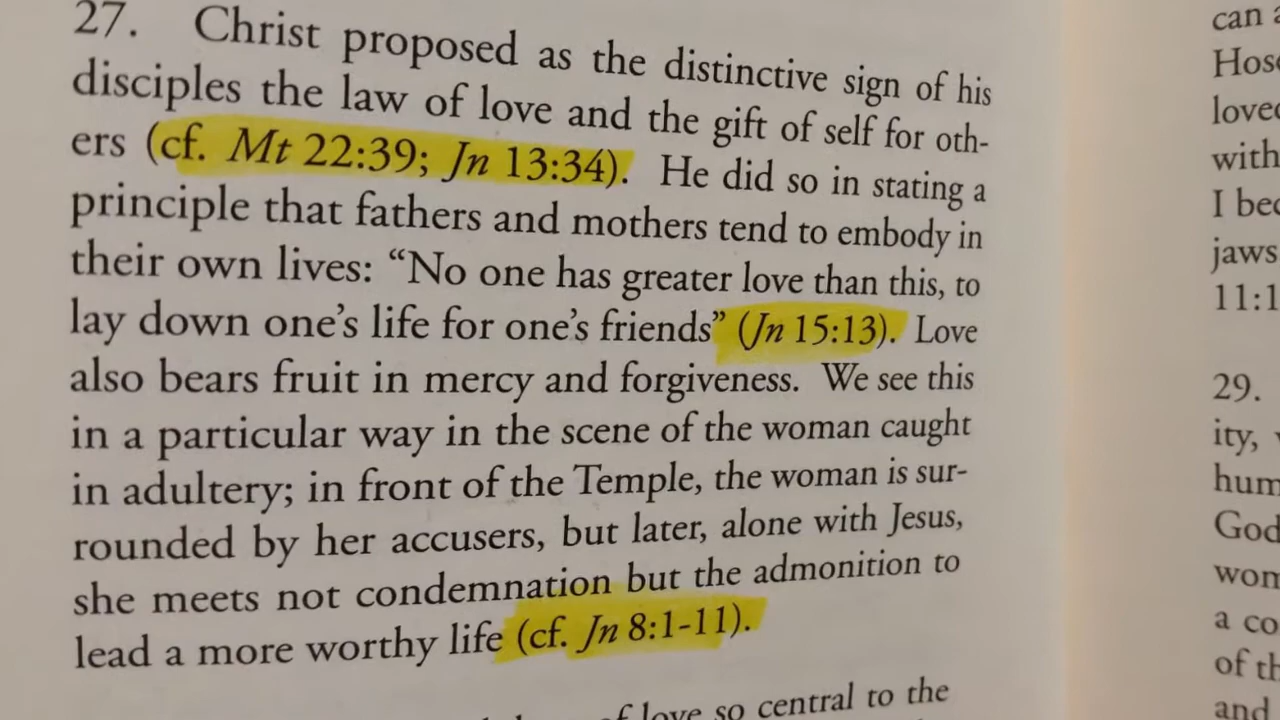 27. Christ proposed as the distinctive sign of his
disciples the law of love and the gift of self for oth-
ers (cf. Mt 22:39; Jn 13:34). He did so in stating a
principle that fathers and mothers tend to embody in
their own lives: “No one has greater love than this, to
lay down one’s life for one’s friends” (Jn 15:13). Love
also bears fruit in mercy and forgiveness. We see this
in a particular way in the scene of the woman caught
in adultery; in front of the Temple, the woman is sur-
rounded by her accusers, but later, alone with Jesus,
she meets not condemnation but the admonition to
lead a more worthy life (cf. Jn 8:1-11).
of love so central to the
can
loved
with
I
jaws
11:1
29.
ity,
God
a co
of
and